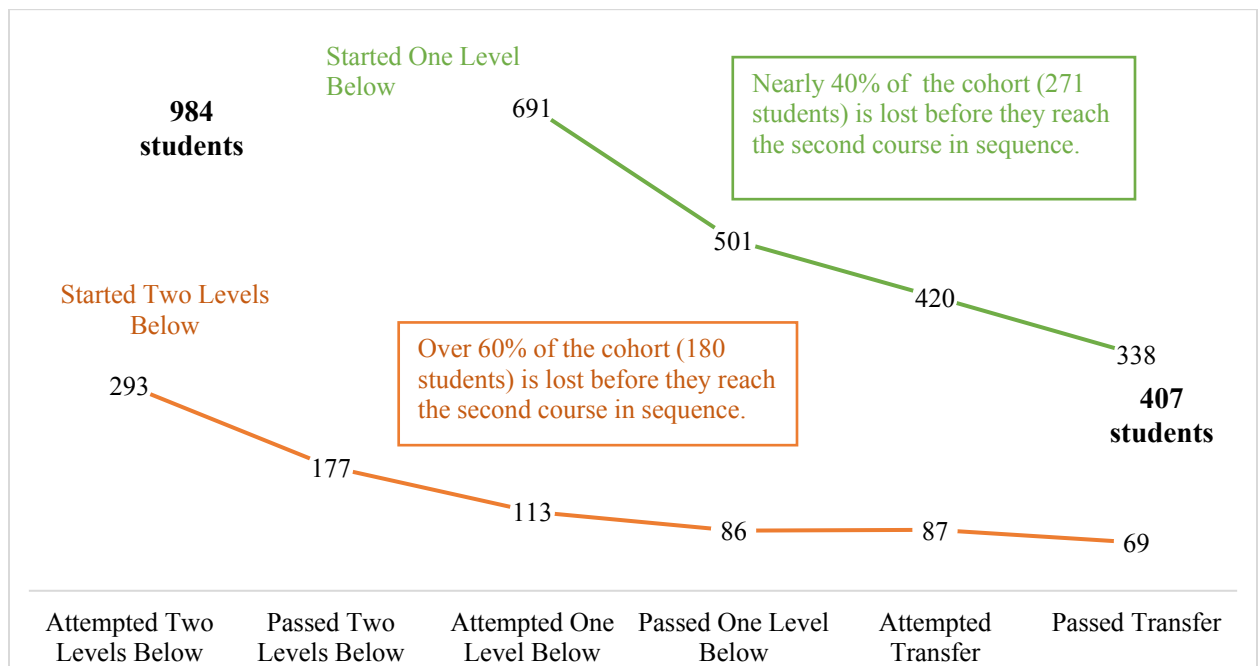 Started One Level
Below
984
students
691
Nearly 40% of the cohort (271
students) is lost before they reach
the second course in sequence.
501
420
338
407
students
Started Two Levels
Below
293
Over 60% of the cohort (180
students) is lost before they reach
the second course in sequence.
177
113
86
87
69
Attempted Two
Levels Below
Passed Two
Levels Below
Attempted One
Level Below
Passed One Level
Below
Attempted
Transfer
Passed Transfer